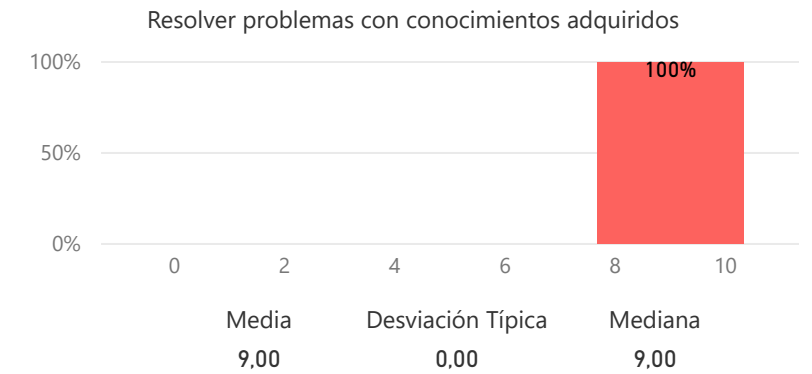 Resolver problemas con conocimientos adquiridos
100%
100%
50%
0%
0 2 4 6 8 10
Media Desviación Típica Mediana
9,00 0,00 9,00